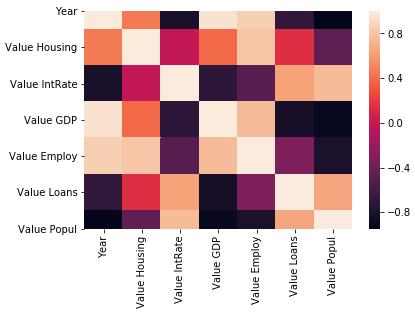 Year
Value Housing
Value IntRate
Value GDP
Value Employ
Value Loans
Value Popul
Year
Value Housing
Value IntRate
Value GDP
Value Employ
Value Loans
Value Popul
0.8
0.4
0.0
−0.4
−0.8